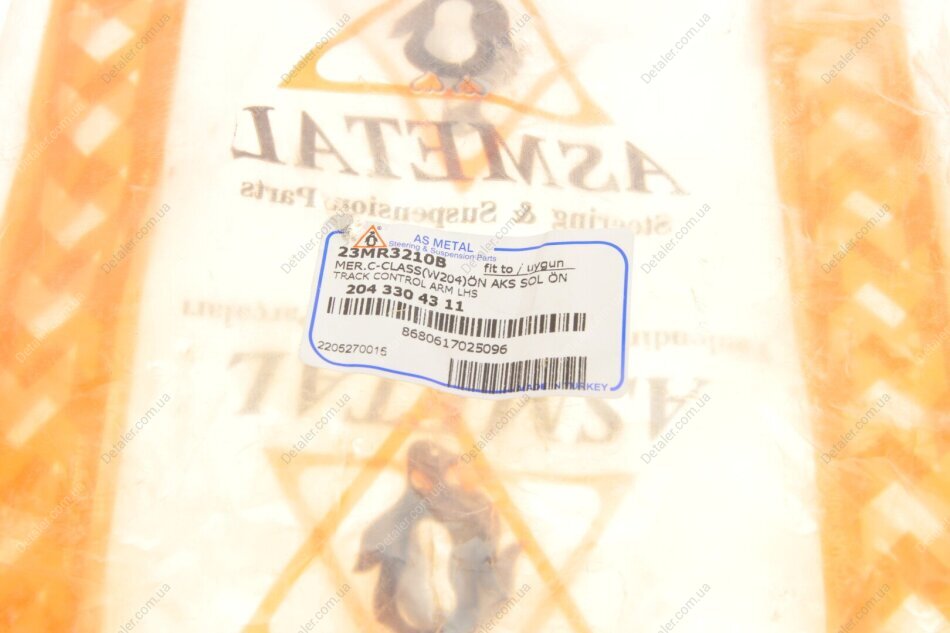 ASMETAL
Steering & Suspension Parts
AS METAL
Steering & Suspension Parts
23MR3210B
fit to / uygun
MER.C-CLASS(W204)ÖN AKS SOL ÖN
TRACK CONTROL ARM LHS
204 330 43 11
8680617025096
2205270015
MADE IN TURKEY
ASMETAL
Detaler.com.ua